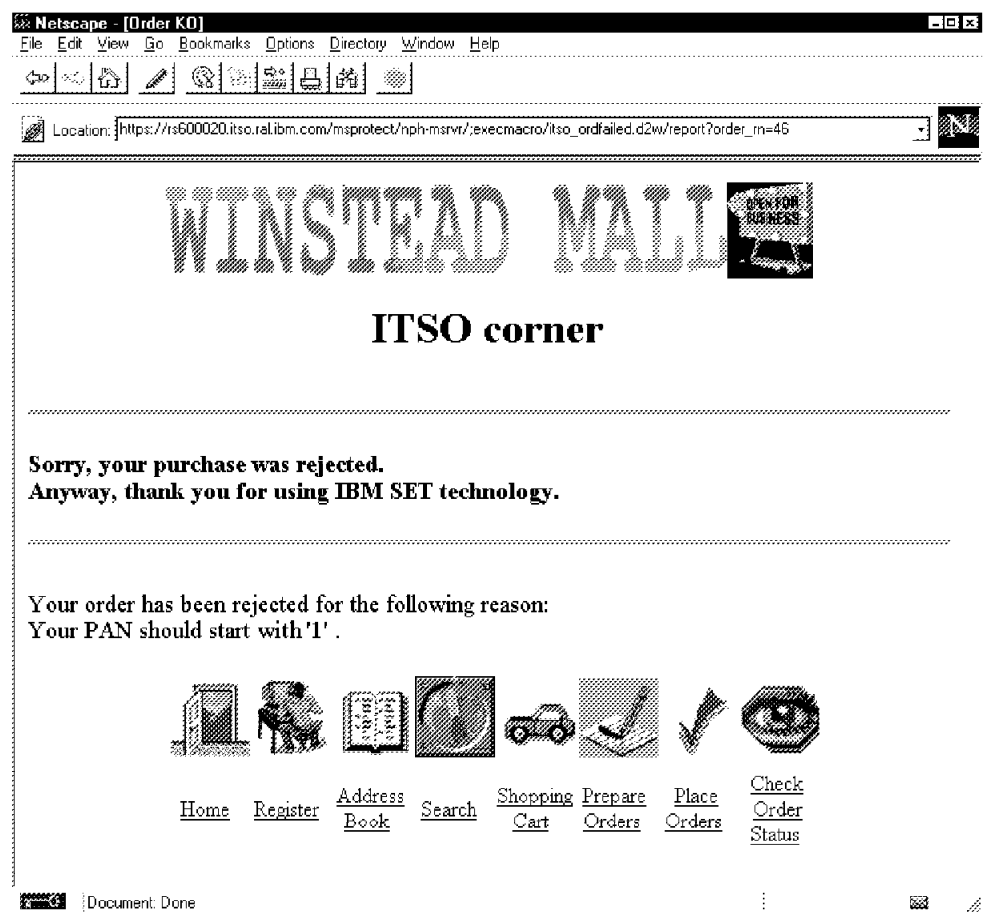 Netscape - [Order KO]
File Edit View Go Bookmarks Options Directory Window Help
Location: https://rs600020.itso.ral.ibm.com/msprotect/nph-msrvr/;execmacro/itso_ordfailed.d2w/report?order_rn=46
N
WINSTEAD MALL
OPEN FOR
BUSINESS
ITSO corner
Sorry, your purchase was rejected.
Anyway, thank you for using IBM SET technology.
Your order has been rejected for the following reason:
Your PAN should start with '1' .
Home Register Address Book Search Shopping Cart Prepare Orders Place Orders Check Order Status
Document: Done